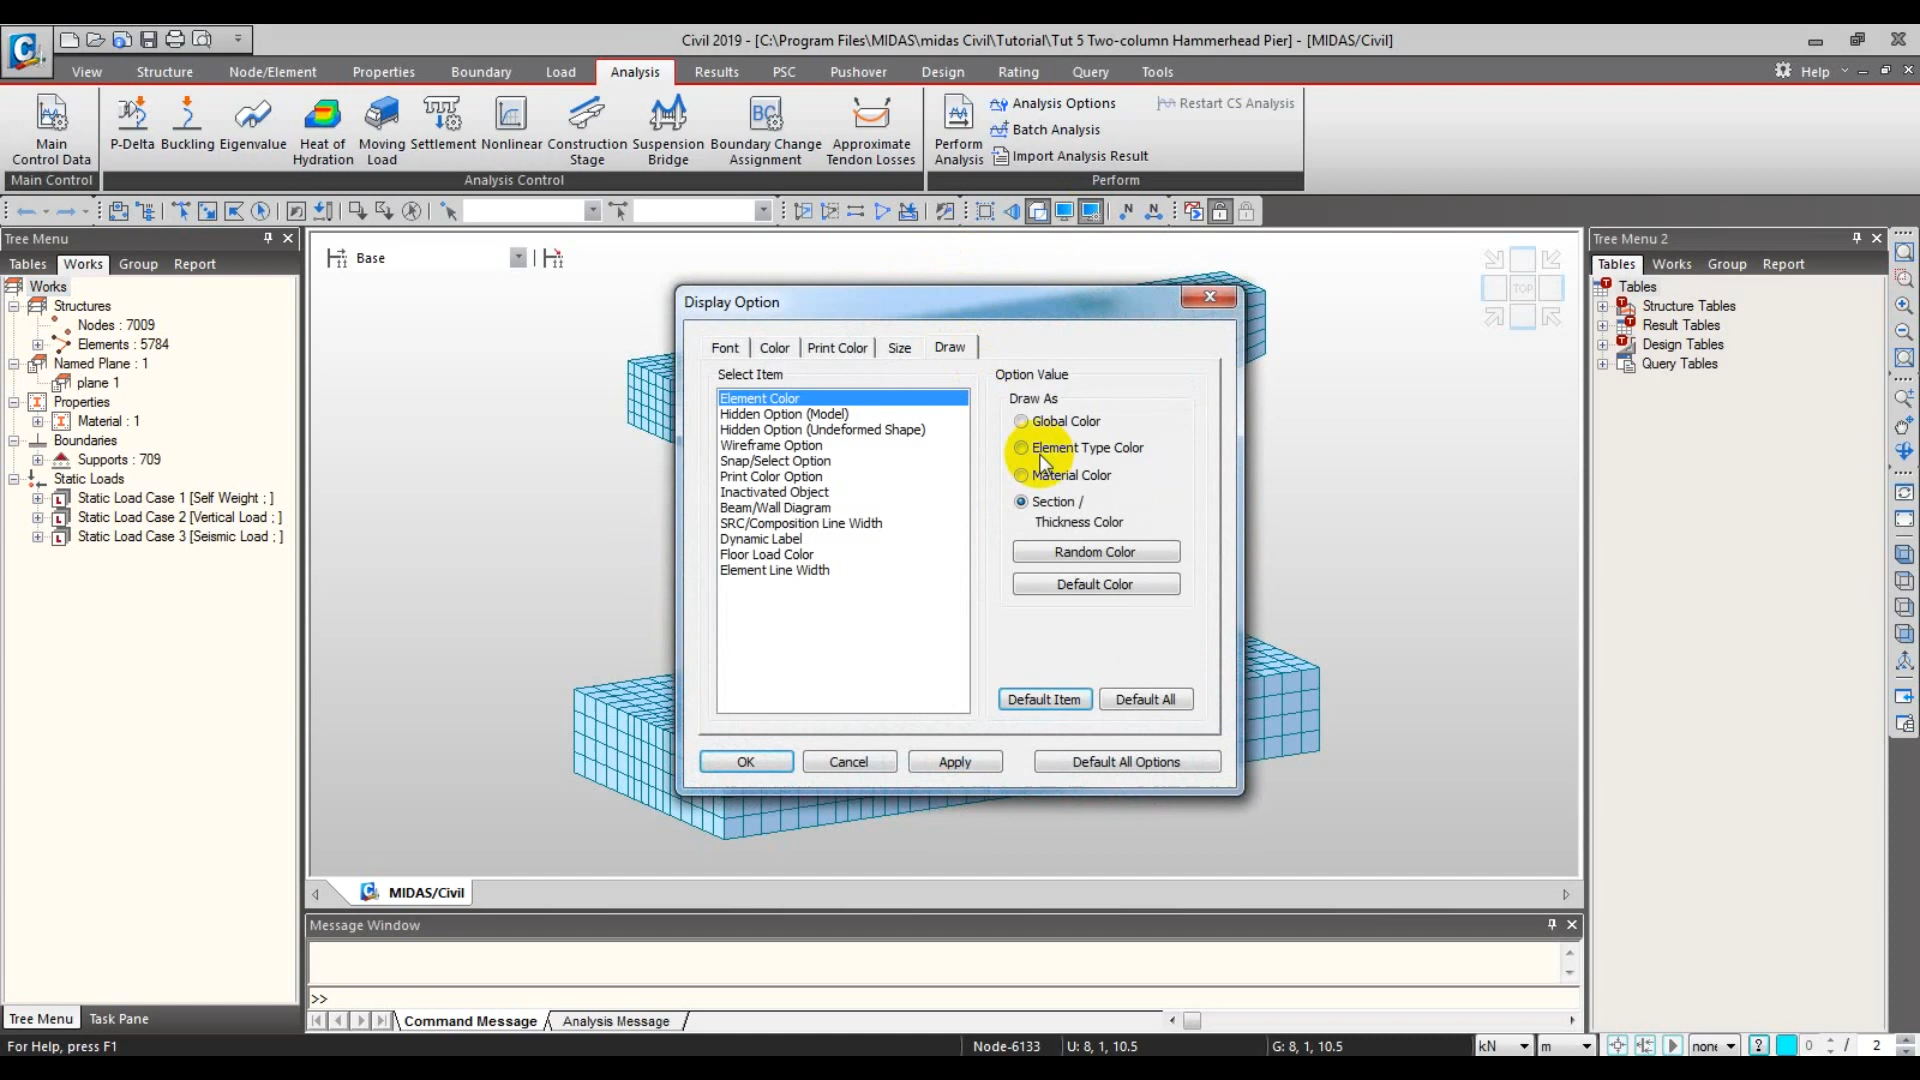 Civil 2019 - [C:\Program Files\MIDAS\midas Civil\Tutorial\Tut 5 Two-column Hammerhead Pier] - [MIDAS/Civil]
View Structure Node/Element Properties Boundary Load Analysis Results PSC Pushover Design Rating Query Tools Help
Main Control Data
P-Delta Buckling Eigenvalue
Heat of Hydration
Moving Load
Settlement Nonlinear
Construction Stage
Suspension Bridge
Boundary Change Assignment
Approximate Tendon Losses
Perform Analysis
Analysis Options
Restart CS Analysis
Batch Analysis
Import Analysis Result
Main Control Analysis Control Perform
Tree Menu
Tables Works Group Report
Works
Structures
Nodes : 7009
Elements : 5784
Named Plane : 1
plane 1
Properties
Material : 1
Boundaries
Supports : 709
Static Loads
Static Load Case 1 [Self Weight ; ]
Static Load Case 2 [Vertical Load ; ]
Static Load Case 3 [Seismic Load ; ]
Tree Menu Task Pane
Base
TOP
Display Option
Font Color Print Color Size Draw
Select Item
Element Color
Hidden Option (Model)
Hidden Option (Undeformed Shape)
Wireframe Option
Snap/Select Option
Print Color Option
Inactivated Object
Beam/Wall Diagram
SRC/Composition Line Width
Dynamic Label
Floor Load Color
Element Line Width
Option Value
Draw As
Global Color
Element Type Color
Material Color
Section /
Thickness Color
Random Color
Default Color
Default Item Default All
OK Cancel Apply Default All Options
MIDAS/Civil
Message Window
>>
Command Message Analysis Message
Tree Menu 2
Tables Works Group Report
Tables
Structure Tables
Result Tables
Design Tables
Query Tables
For Help, press F1 Node-6133 U: 8, 1, 10.5 G: 8, 1, 10.5 kN m 0 / 2